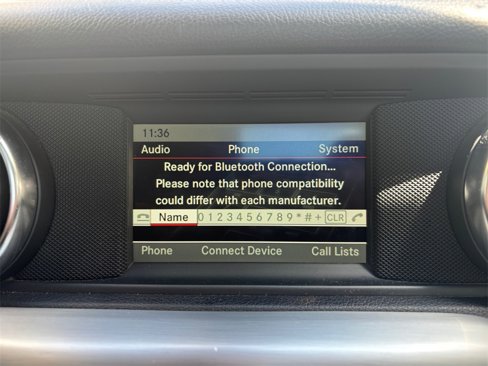 11:36
Audio Phone System
Ready for Bluetooth Connection...
Please note that phone compatibility
could differ with each manufacturer.
Name 0 1 2 3 4 5 6 7 8 9 * # + CLR
Phone Connect Device Call Lists